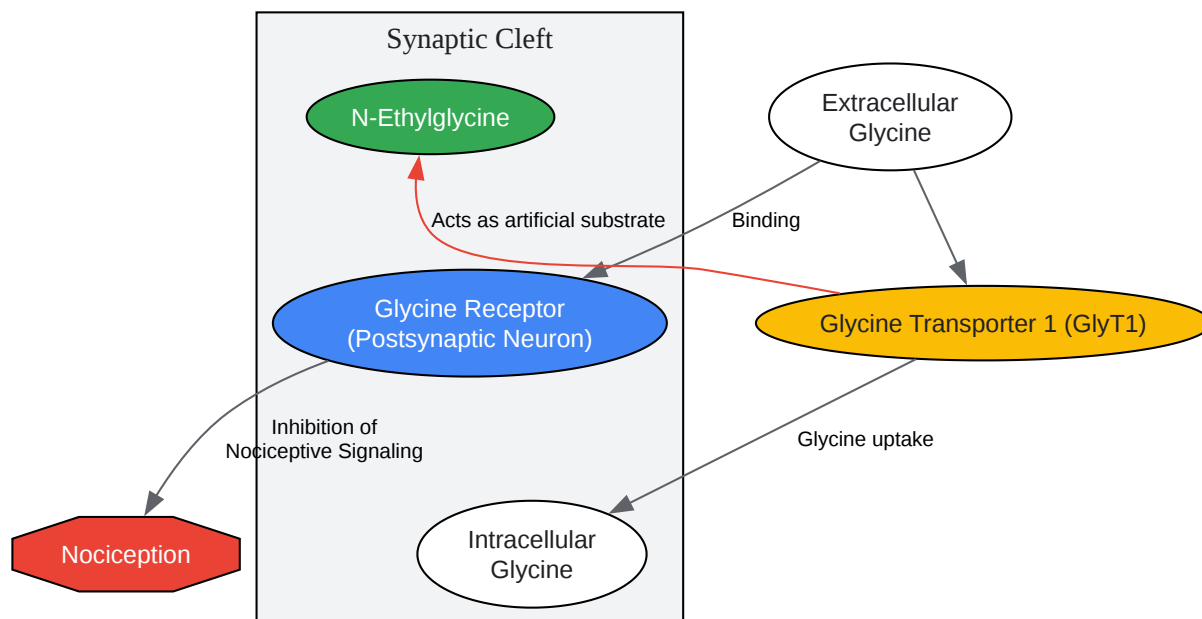 Synaptic Cleft
N-Ethylglycine
Extracellular
Glycine
Acts as artificial substrate
Binding
Glycine Receptor
(Postsynaptic Neuron)
Glycine Transporter 1 (GlyT1)
Inhibition of
Nociceptive Signaling
Glycine uptake
Nociception
Intracellular
Glycine